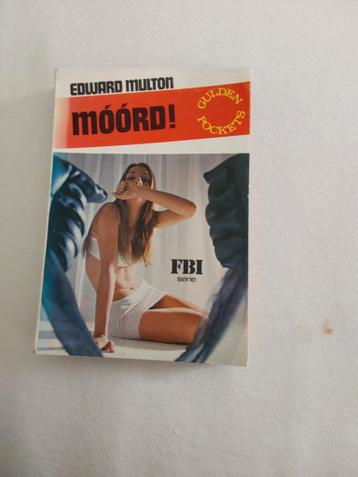 EDWARD MULTON
MÓÓRD!
GULDEN
POCKETS
FBI
serie